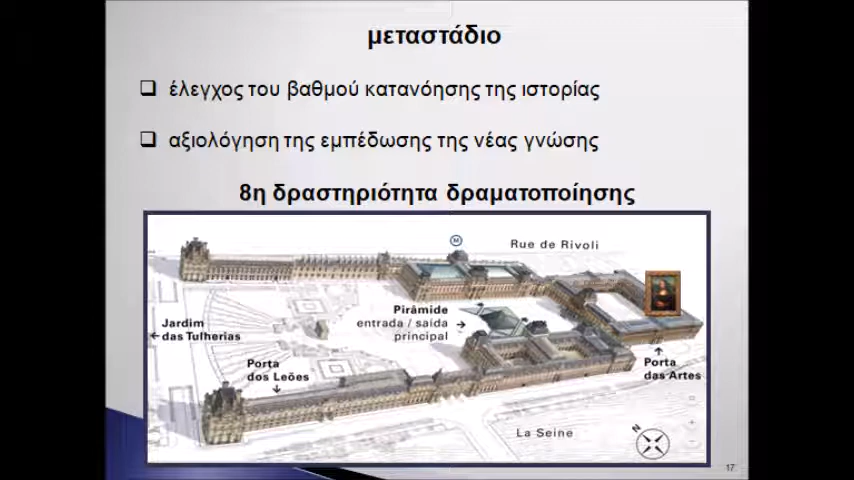 μεταστάδιο
❑ έλεγχος του βαθμού κατανόησης της ιστορίας
❑ αξιολόγηση της εμπέδωσης της νέας γνώσης
8η δραστηριότητα δραματοποίησης
M
Rue de Rivoli
Pirâmide
entrada / saída
principal
Jardim
das Tulherias
Porta
dos Leões
Porta
das Artes
La Seine
N
17